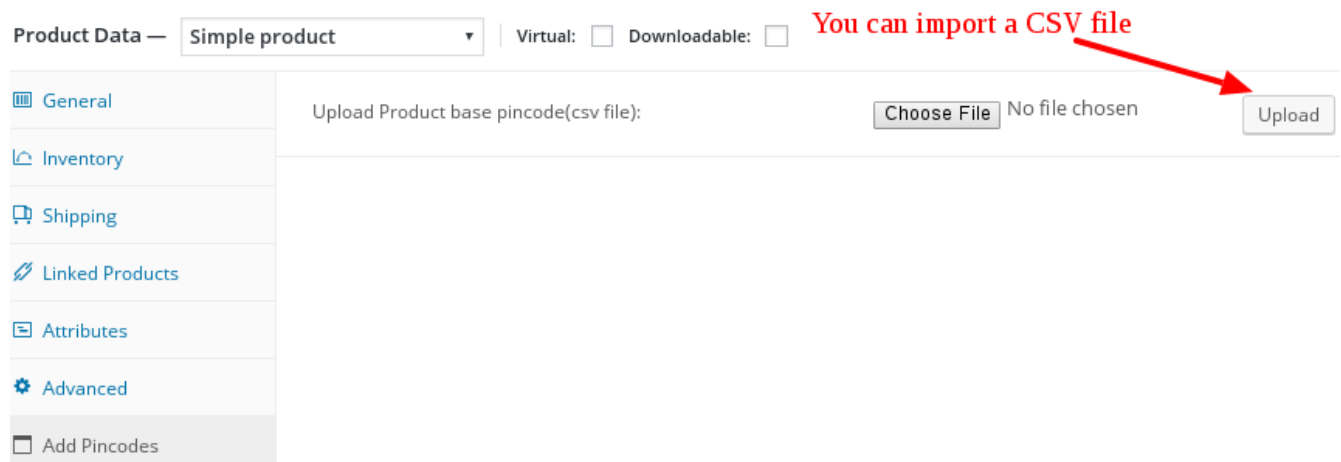 You can import a CSV file
Product Data — Simple product Virtual: Downloadable:
General
Upload Product base pincode(csv file): Choose File No file chosen Upload
Inventory
Shipping
Linked Products
Attributes
Advanced
Add Pincodes